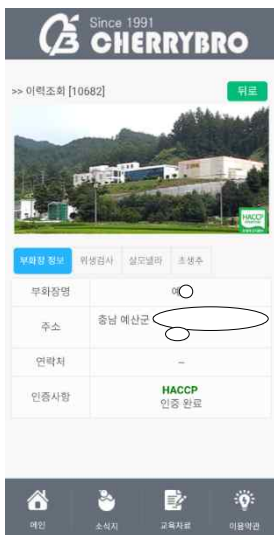 Since 1991
CB CHERRYBRO
>> 이력조회 [10682]
뒤로
HACCP
부화장 정보 위생검사 살모넬라 초생추
부화장명 예
주소 충남 예산군
연락처 –
인증사항 HACCP
인증 완료
메인 소식지 교육자료 이용약관